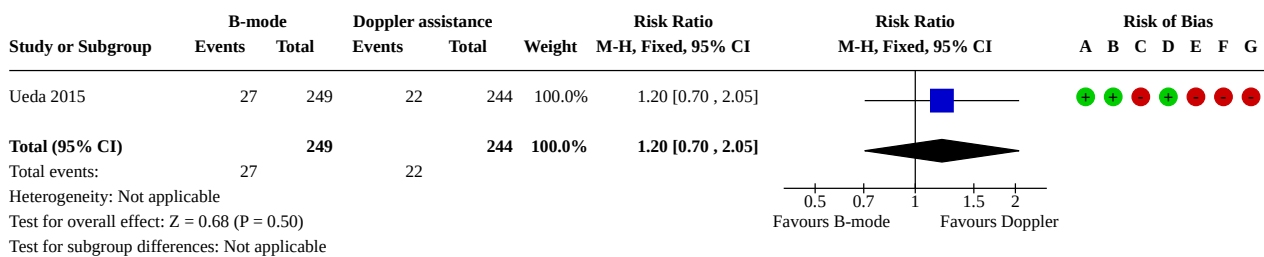 B-mode Doppler assistance Risk Ratio Risk Ratio Risk of Bias
Study or Subgroup Events Total Events Total Weight M-H, Fixed, 95% CI M-H, Fixed, 95% CI A B C D E F G
Ueda 2015 27 249 22 244 100.0% 1.20 [0.70 , 2.05] + + - + - - -
Total (95% CI) 249 244 100.0% 1.20 [0.70 , 2.05]
Total events: 27 22
Heterogeneity: Not applicable
0.5 0.7 1 1.5 2
Test for overall effect: Z = 0.68 (P = 0.50)
Favours B-mode Favours Doppler
Test for subgroup differences: Not applicable